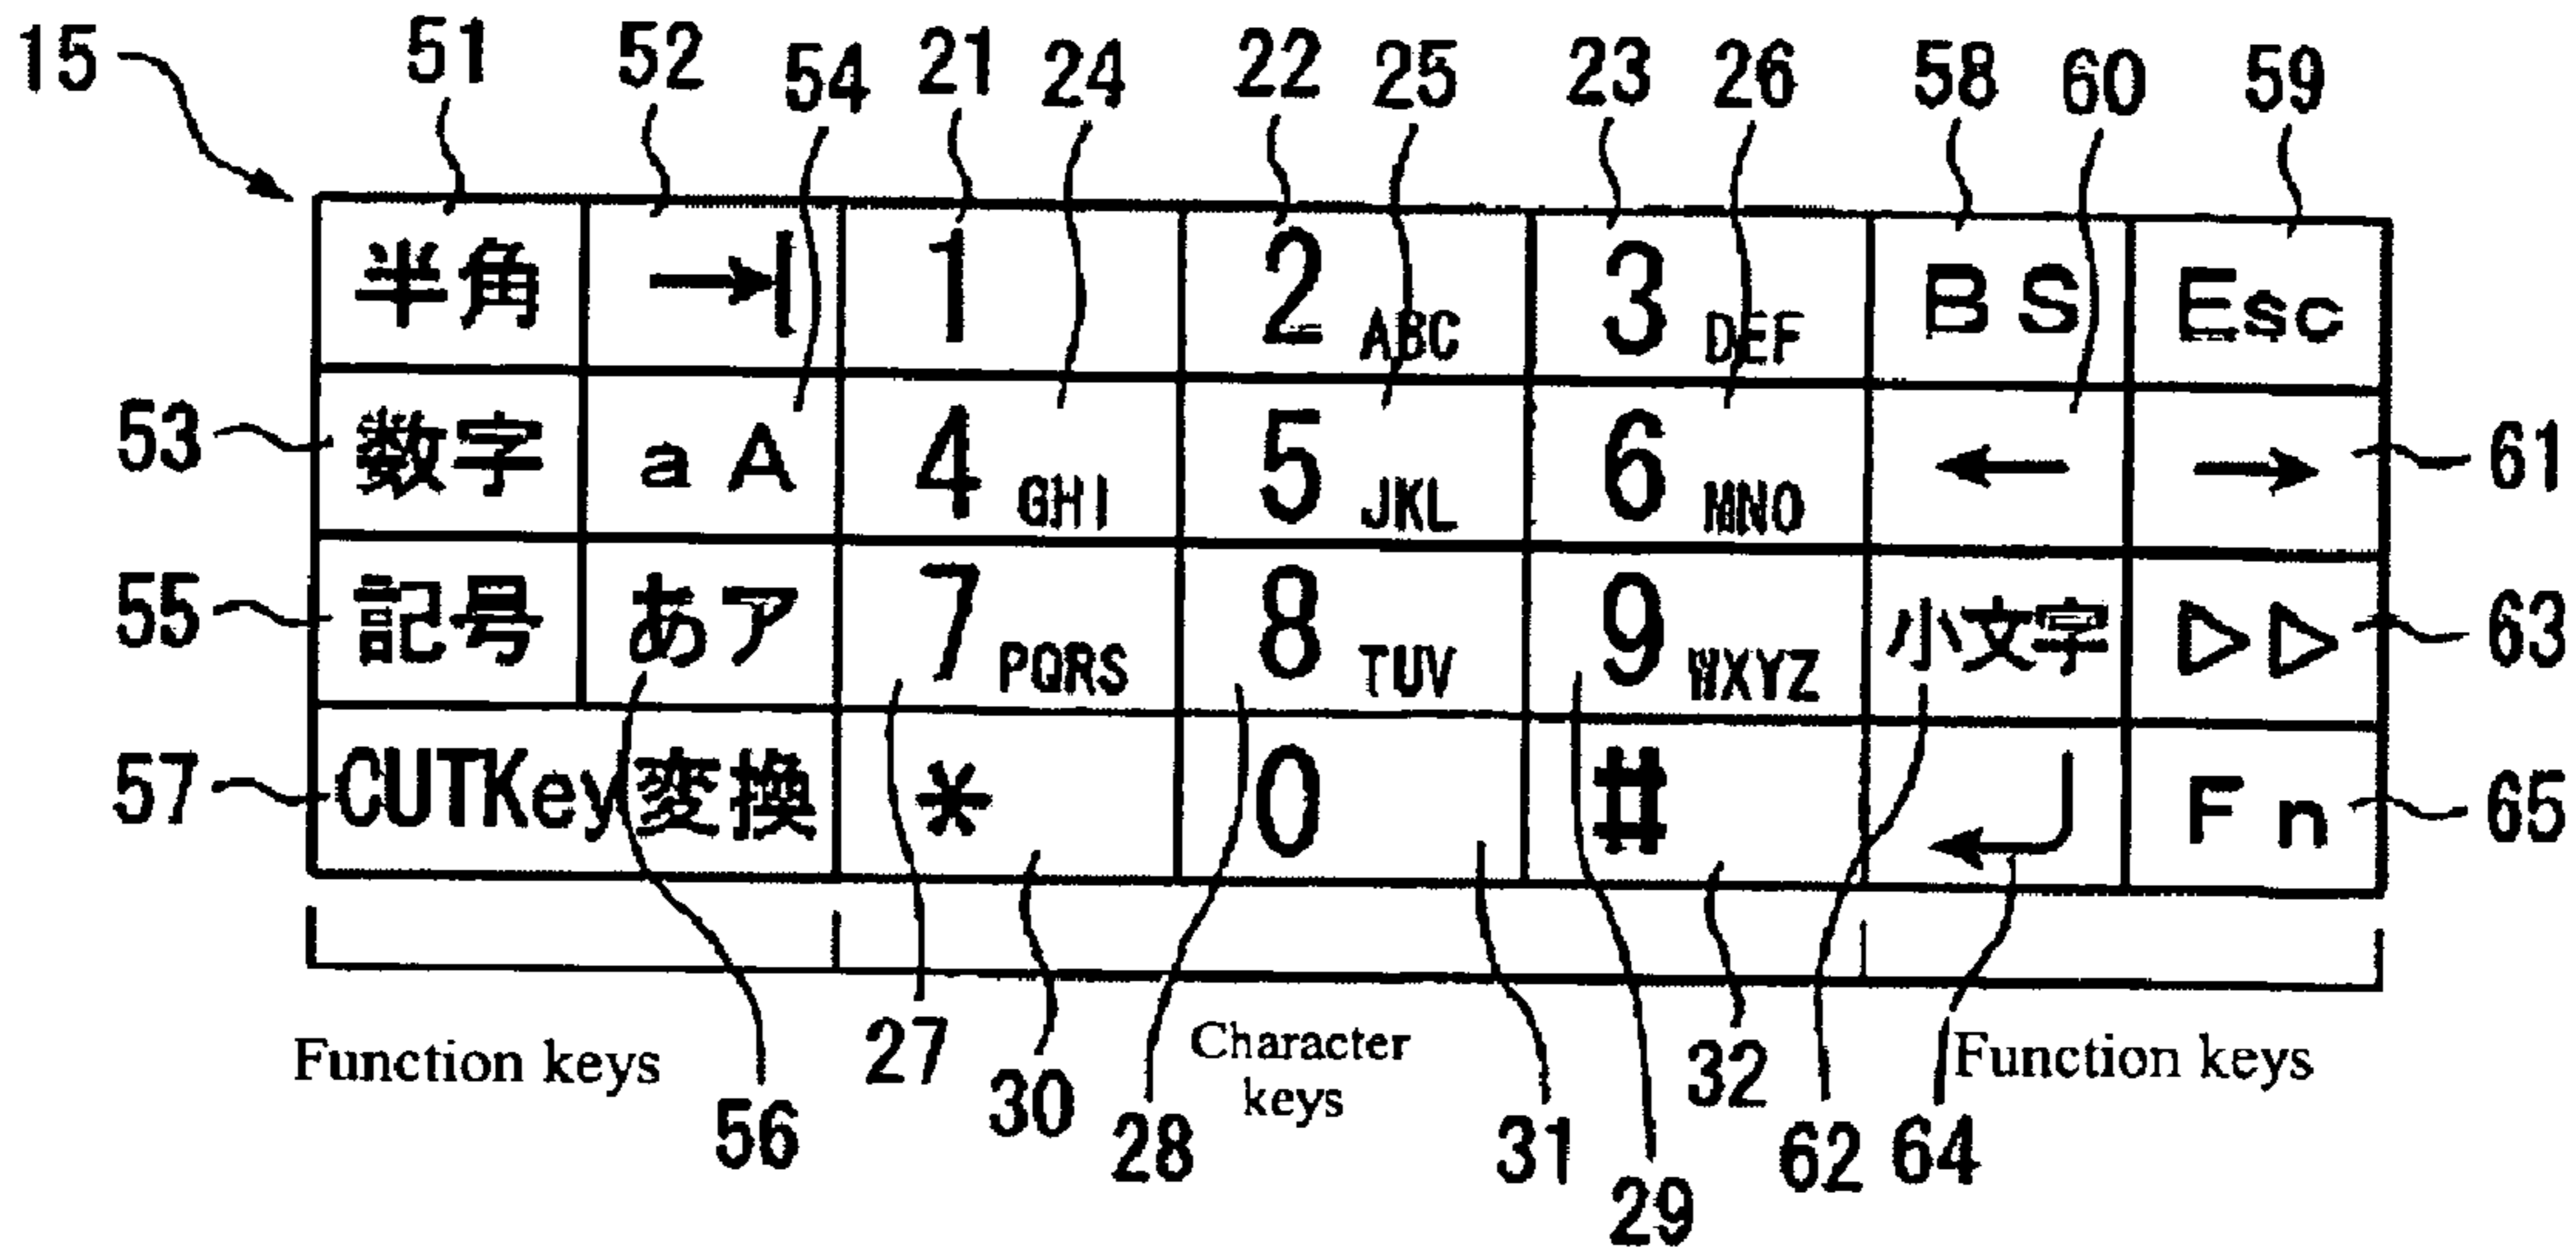 15 51 52 54 21 24 22 25 23 26 58 60 59
半角 →| 1 2 ABC 3 DEF BS Esc
53 数字 aA 4 GHI 5 JKL 6 MNO ← → 61
55 記号 あア 7 PQRS 8 TUV 9 WXYZ 小文字 ▷▷ 63
57 CUTKey変換 * 0 # ↵ Fn 65
Function keys 27 Character Function keys
keys
56 30 28 31 32 62 64
29